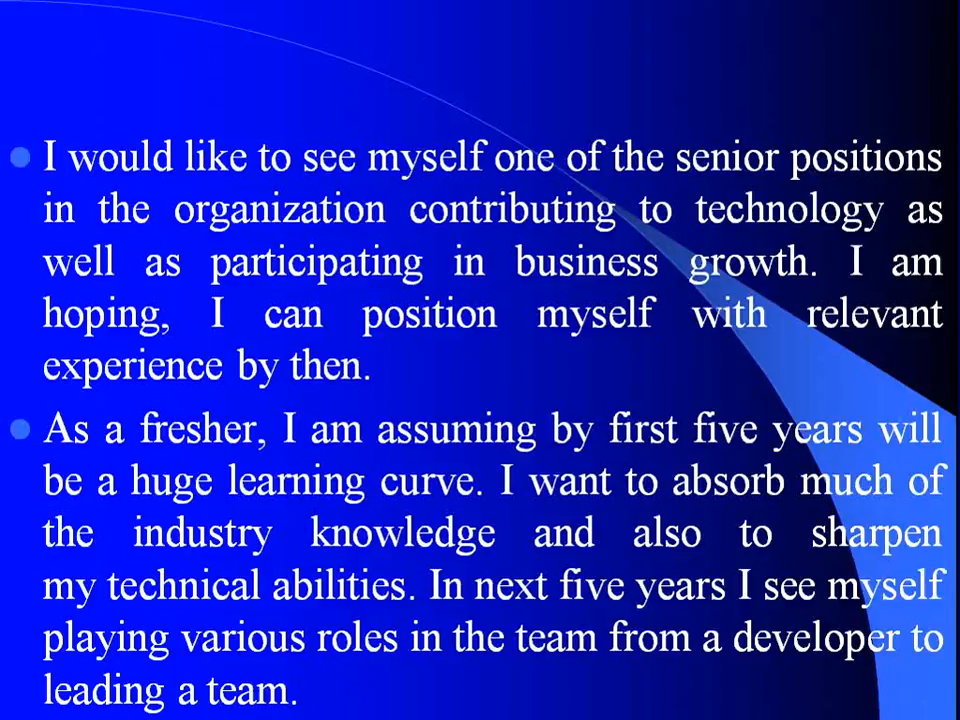 I would like to see myself one of the senior positions
in the organization contributing to technology as
well as participating in business growth. I am
hoping, I can position myself with relevant
experience by then.
As a fresher, I am assuming by first five years will
be a huge learning curve. I want to absorb much of
the industry knowledge and also to sharpen
my technical abilities. In next five years I see myself
playing various roles in the team from a developer to
leading a team.